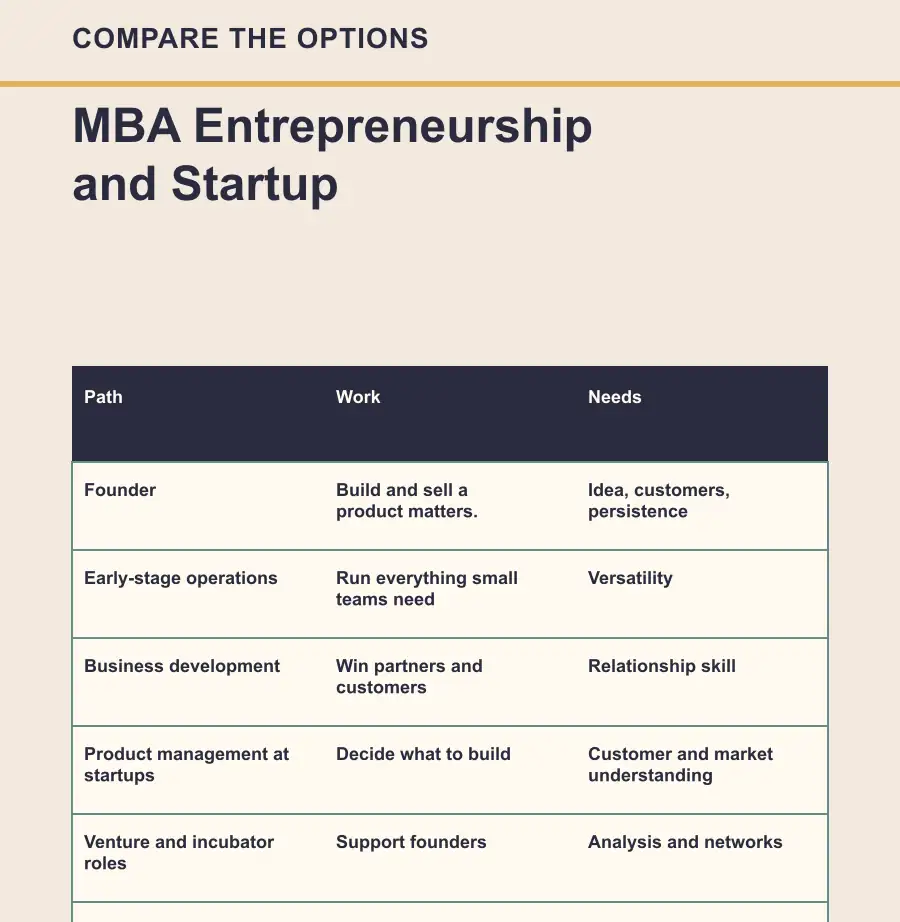 COMPARE THE OPTIONS
MBA Entrepreneurship
and Startup
Path Work Needs
Founder Build and sell a Idea, customers,
product matters. persistence
Early-stage operations Run everything small Versatility
teams need
Business development Win partners and Relationship skill
customers
Product management at Decide what to build Customer and market
startups understanding
Venture and incubator Support founders Analysis and networks
roles